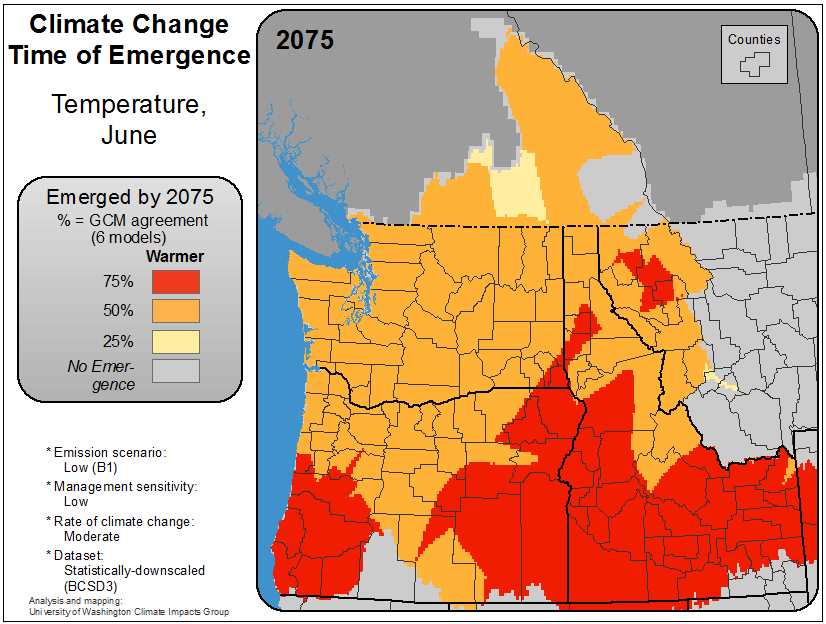 Climate Change
Time of Emergence
Temperature,
June
Emerged by 2075
% = GCM agreement
(6 models)
Warmer
75%
50%
25%
No Emer-
gence
* Emission scenario:
Low (B1)
* Management sensitivity:
Low
* Rate of climate change:
Moderate
* Dataset:
Statistically-downscaled
(BCSD3)
Analysis and mapping:
University of Washington Climate Impacts Group
2075
Counties